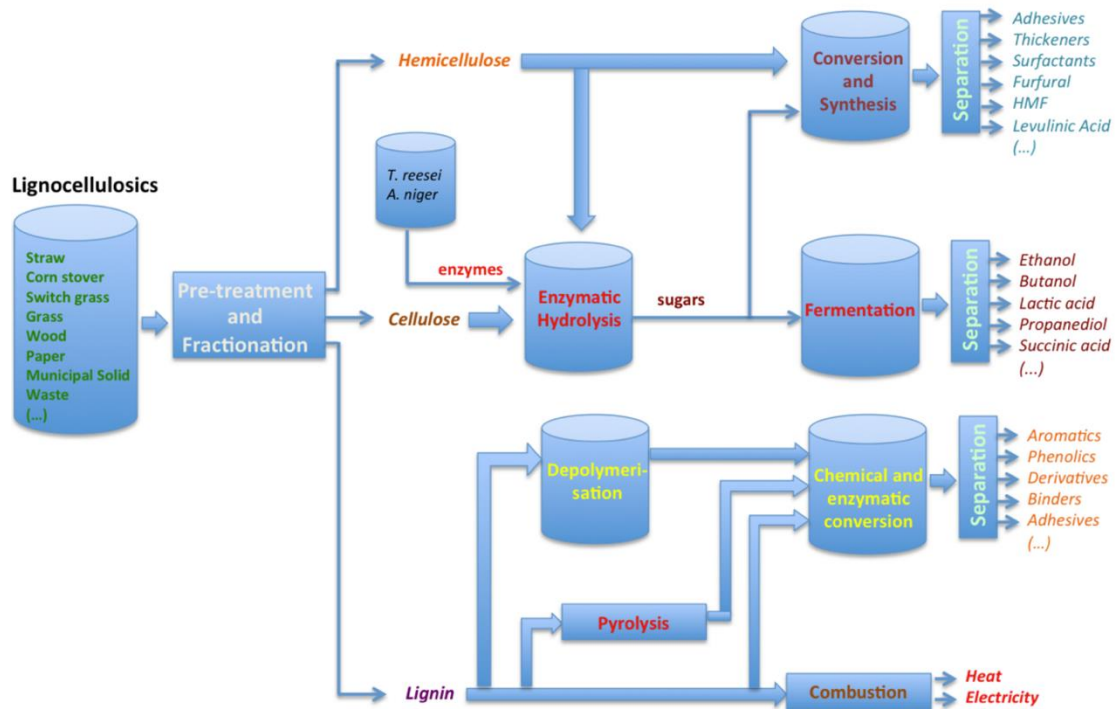 Lignocellulosics
Straw
Corn stover
Switch grass
Grass
Wood
Paper
Municipal Solid
Waste
(...)
Pre-treatment
and
Fractionation
Hemicellulose
T. reesei
A. niger
enzymes
Cellulose
Enzymatic
Hydrolysis
sugars
Conversion
and
Synthesis
Separation
Adhesives
Thickeners
Surfactants
Furfural
HMF
Levulinic Acid
(...)
Fermentation
Separation
Ethanol
Butanol
Lactic acid
Propanediol
Succinic acid
(...)
Depolymeri-
sation
Chemical and
enzymatic
conversion
Separation
Aromatics
Phenolics
Derivatives
Binders
Adhesives
(...)
Pyrolysis
Lignin
Combustion
Heat
Electricity